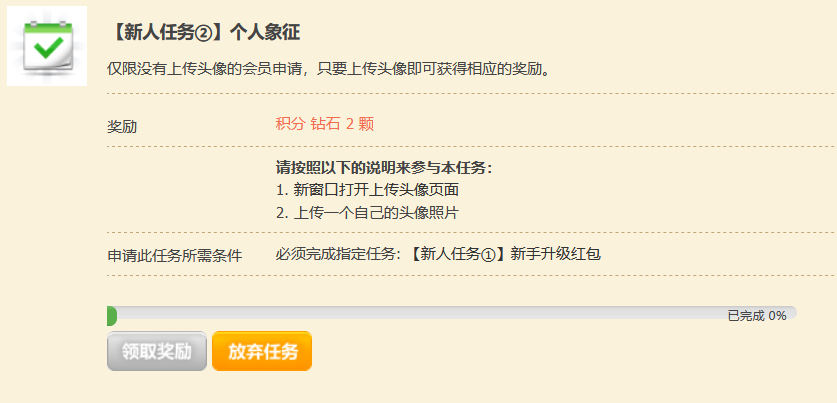 【新人任务②】个人象征
仅限没有上传头像的会员申请，只要上传头像即可获得相应的奖励。
奖励
积分 钻石 2 颗
请按照以下的说明来参与本任务：
1. 新窗口打开上传头像页面
2. 上传一个自己的头像照片
申请此任务所需条件
必须完成指定任务：【新人任务①】新手升级红包
已完成 0%
领取奖励
放弃任务